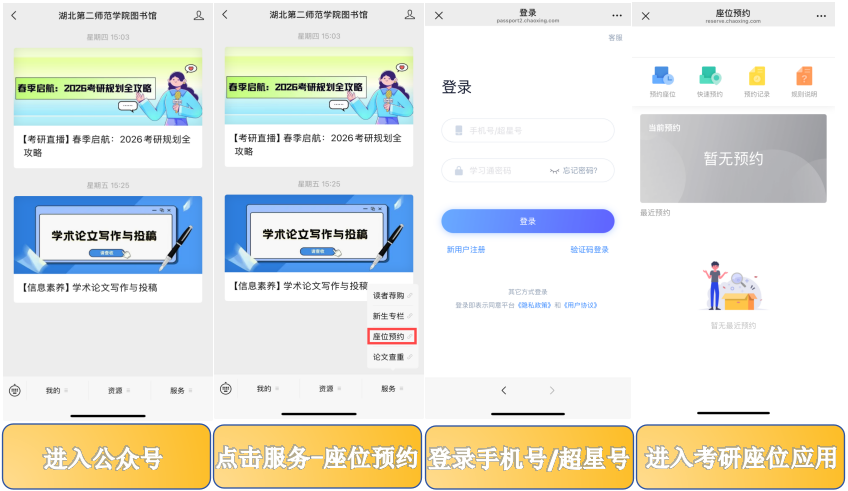 湖北第二师范学院图书馆
星期四 15:03
春季启航：2026考研规划全攻略
【考研直播】春季启航：2026考研规划全
攻略
星期五 15:25
学术论文写作与投稿
【信息素养】学术论文写作与投稿
我的
资源
服务
进入公众号
湖北第二师范学院图书馆
星期四 15:03
春季启航：2026考研规划全攻略
【考研直播】春季启航：2026考研规划全
攻略
星期五 15:25
学术论文写作与投稿
【信息素养】学术论文写作与投稿
读者荐购
新生专栏
座位预约
论文查重
我的
资源
服务
点击服务-座位预约
登录
passport2.chaoxing.com
客服
登录
手机号/超星号
学习通密码
忘记密码?
登录
新用户注册
验证码登录
其它方式登录
登录即表示同意平台《隐私政策》和《用户协议》
登录手机号/超星号
座位预约
reserve.chaoxing.com
预约座位
快速预约
预约记录
规则说明
当前预约
暂无预约
最近预约
暂无最近预约
进入考研座位应用